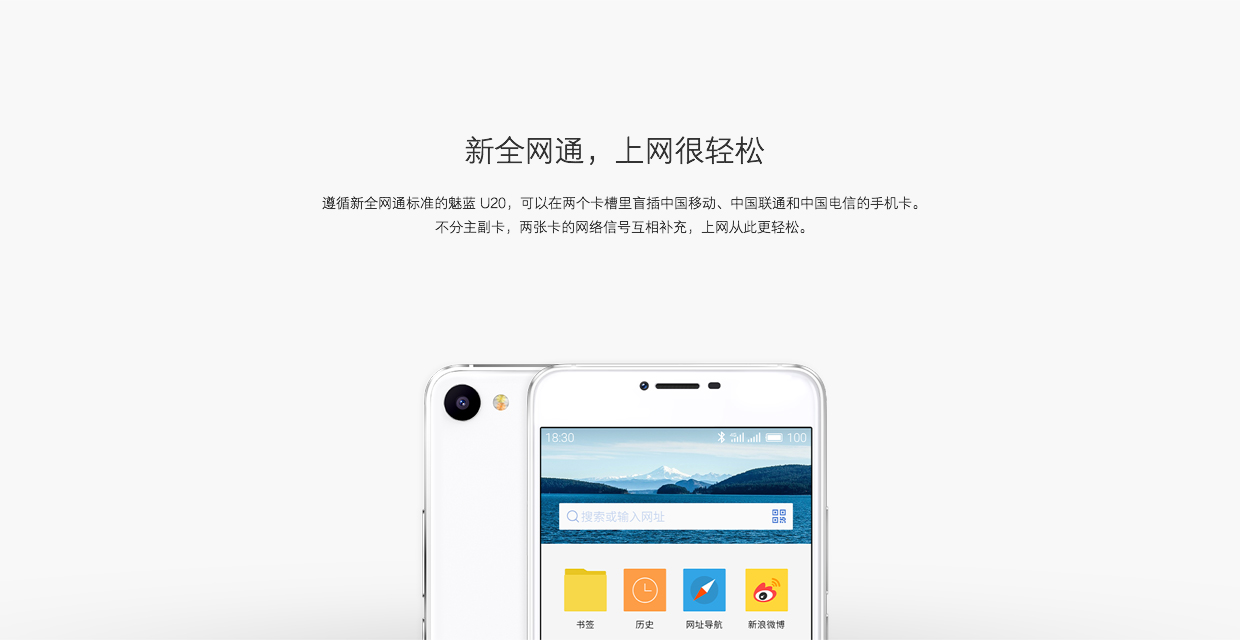 新全网通，上网很轻松
遵循新全网通标准的魅蓝 U20，可以在两个卡槽里盲插中国移动、中国联通和中国电信的手机卡。
不分主副卡，两张卡的网络信号互相补充，上网从此更轻松。
18:30 4G 100
搜索或输入网址
书签 历史 网址导航 新浪微博